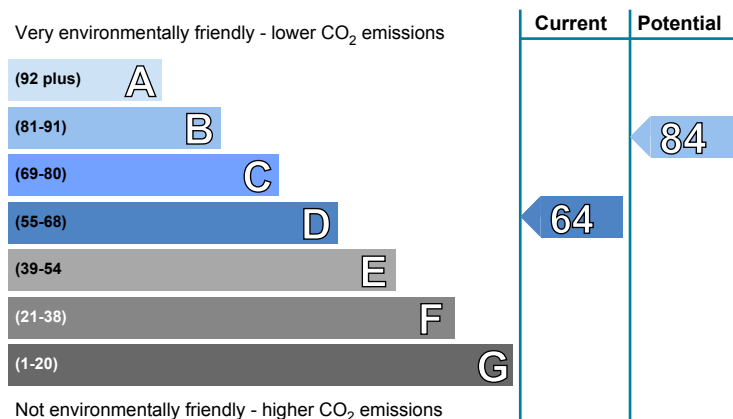 Very environmentally friendly - lower CO2 emissions
Current
Potential
(92 plus) A
(81-91) B
84
(69-80) C
(55-68) D
64
(39-54 E
(21-38) F
(1-20) G
Not environmentally friendly - higher CO2 emissions